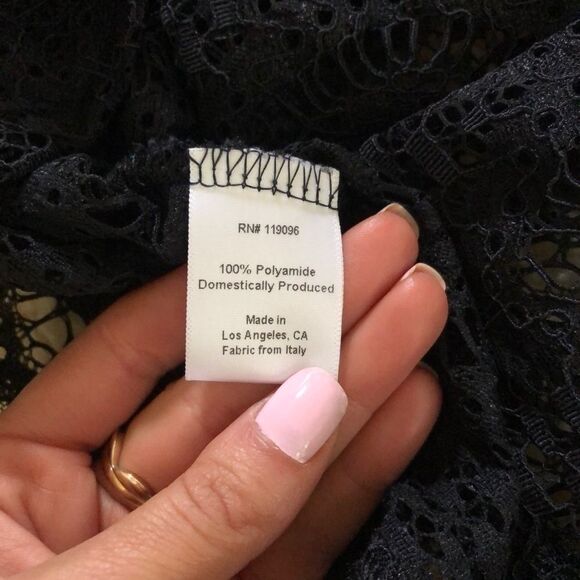 RN# 119096
100% Polyamide
Domestically Produced
Made in
Los Angeles, CA
Fabric from Italy